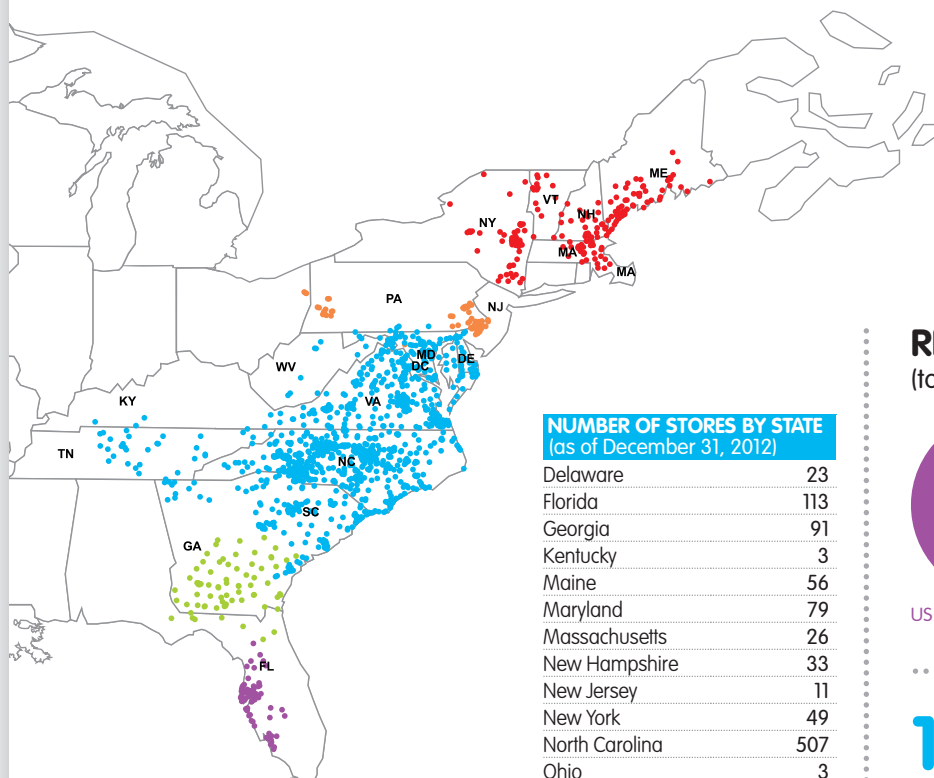 ME
VT
NH
NY
MA
MA
PA
NJ
MD
DE
DC
WV
VA
KY
TN
NC
SC
GA
FL
NUMBER OF STORES BY STATE
(as of December 31, 2012)
Delaware 23
Florida 113
Georgia 91
Kentucky 3
Maine 56
Maryland 79
Massachusetts 26
New Hampshire 33
New Jersey 11
New York 49
North Carolina 507
Ohio 3
US